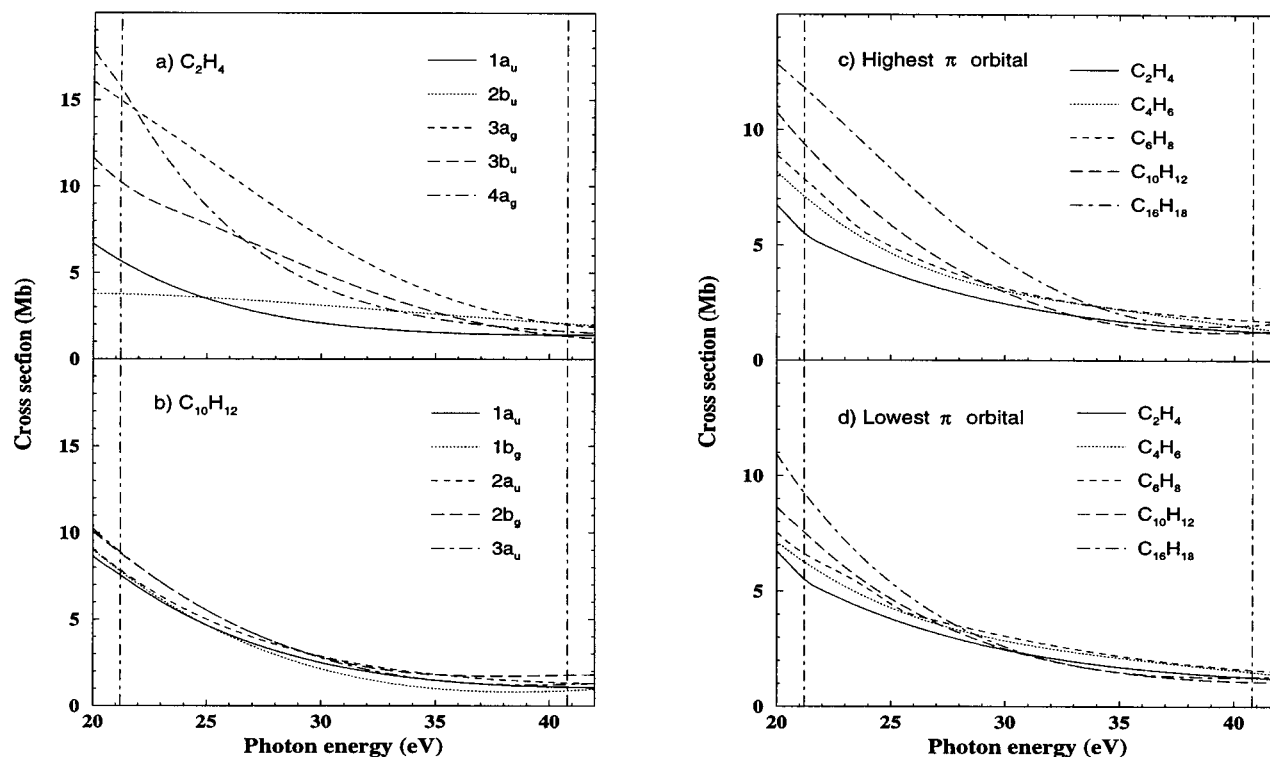 a) C₂H₄
1aᵤ
2bᵤ
3a_g
3bᵤ
4a_g
15
10
5
0
b) C₁₀H₁₂
1aᵤ
1b_g
2aᵤ
2b_g
3aᵤ
15
10
5
0
Cross section (Mb)
20 25 30 35 40
Photon energy (eV)
c) Highest π orbital
C₂H₄
C₄H₆
C₆H₈
C₁₀H₁₂
C₁₆H₁₈
10
5
0
d) Lowest π orbital
C₂H₄
C₄H₆
C₆H₈
C₁₀H₁₂
C₁₆H₁₈
10
5
0
Cross section (Mb)
20 25 30 35 40
Photon energy (eV)